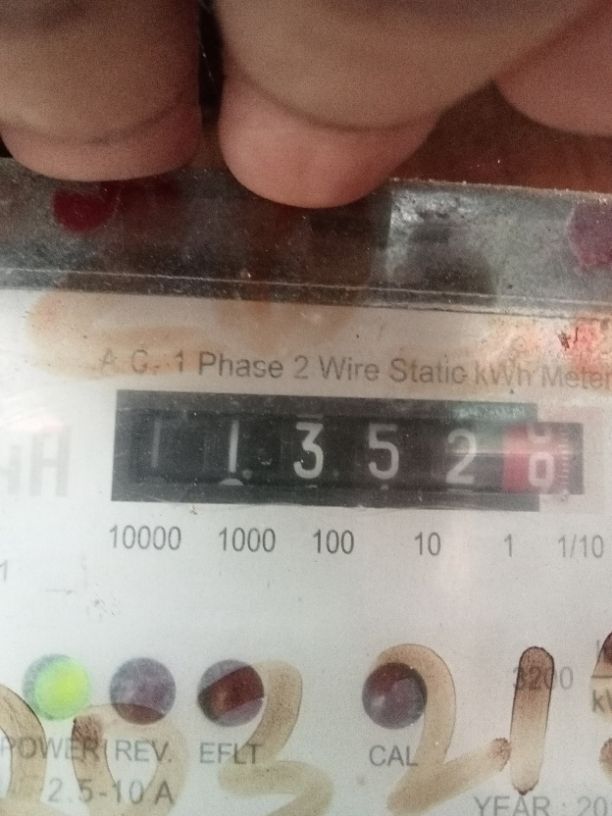 A.C. 1 Phase 2 Wire Static kWh Meter
1 1 3 5 2
10000 1000 100 10 1 1/10
3200
POWER REV. EFLT CAL
2.5-10 A
YEAR : 20